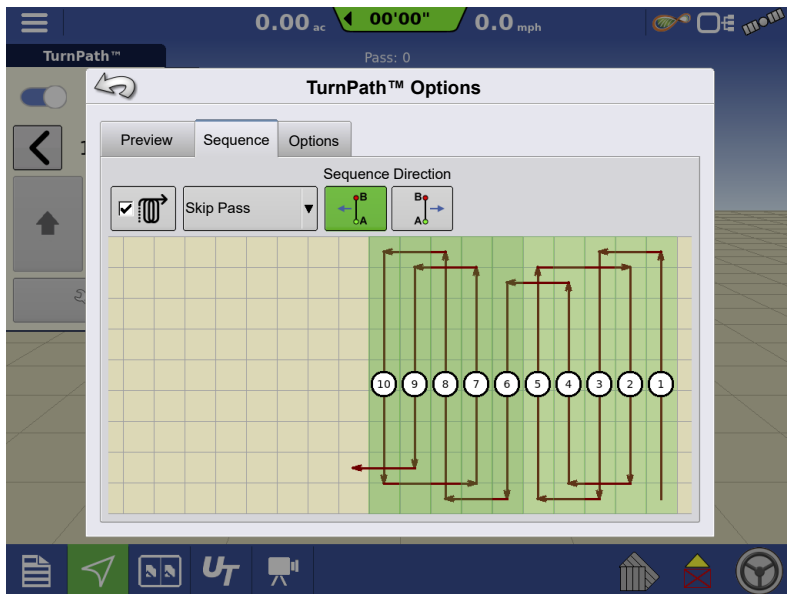 0.00 ac 00'00" 0.0 mph
TurnPath™
Pass: 0
TurnPath™ Options
Preview Sequence Options
Sequence Direction
Skip Pass B A B A
10 9 8 7 6 5 4 3 2 1
UT